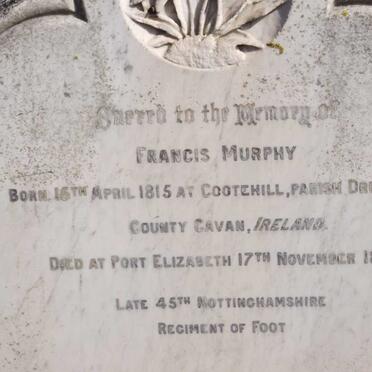 Sacred to the Memory of
FRANCIS MURPHY
BORN 16TH APRIL 1815 AT COOTEHILL, PARISH
COUNTY CAVAN, IRELAND.
DIED AT PORT ELIZABETH 17TH NOVEMBER
LATE 45TH NOTTINGHAMSHIRE
REGIMENT OF FOOT